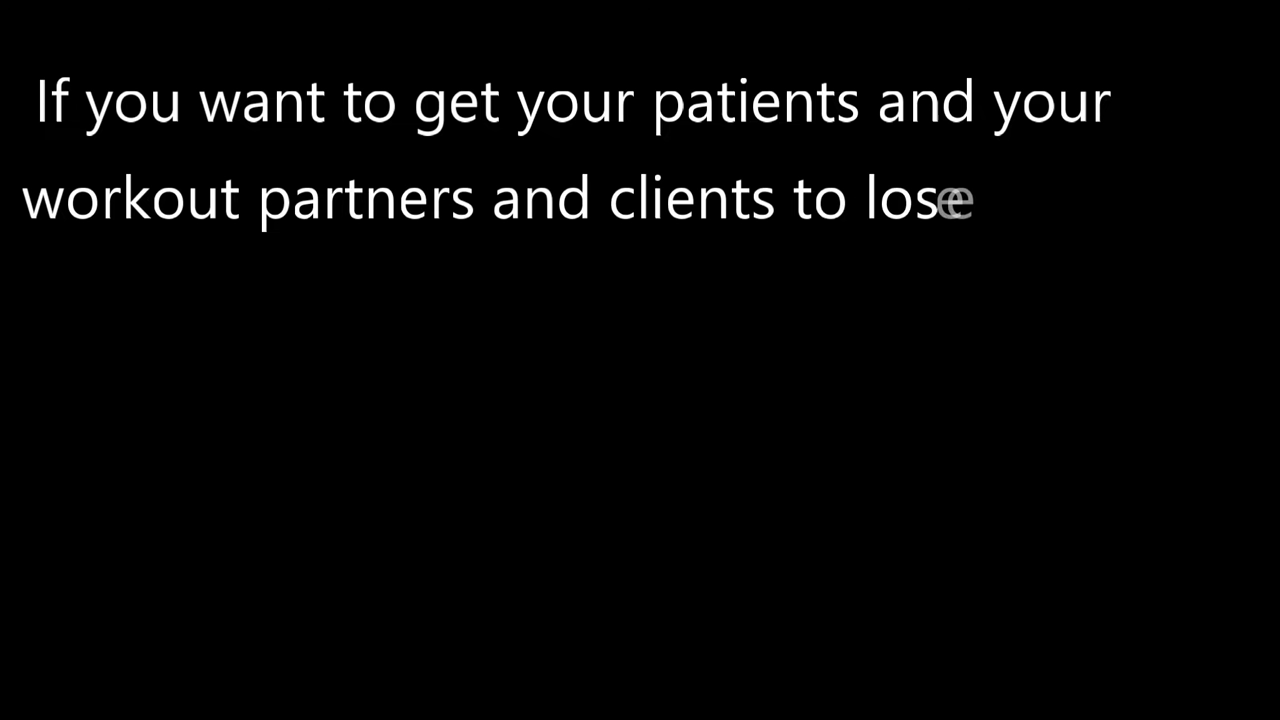 If you want to get your patients and your
workout partners and clients to lose